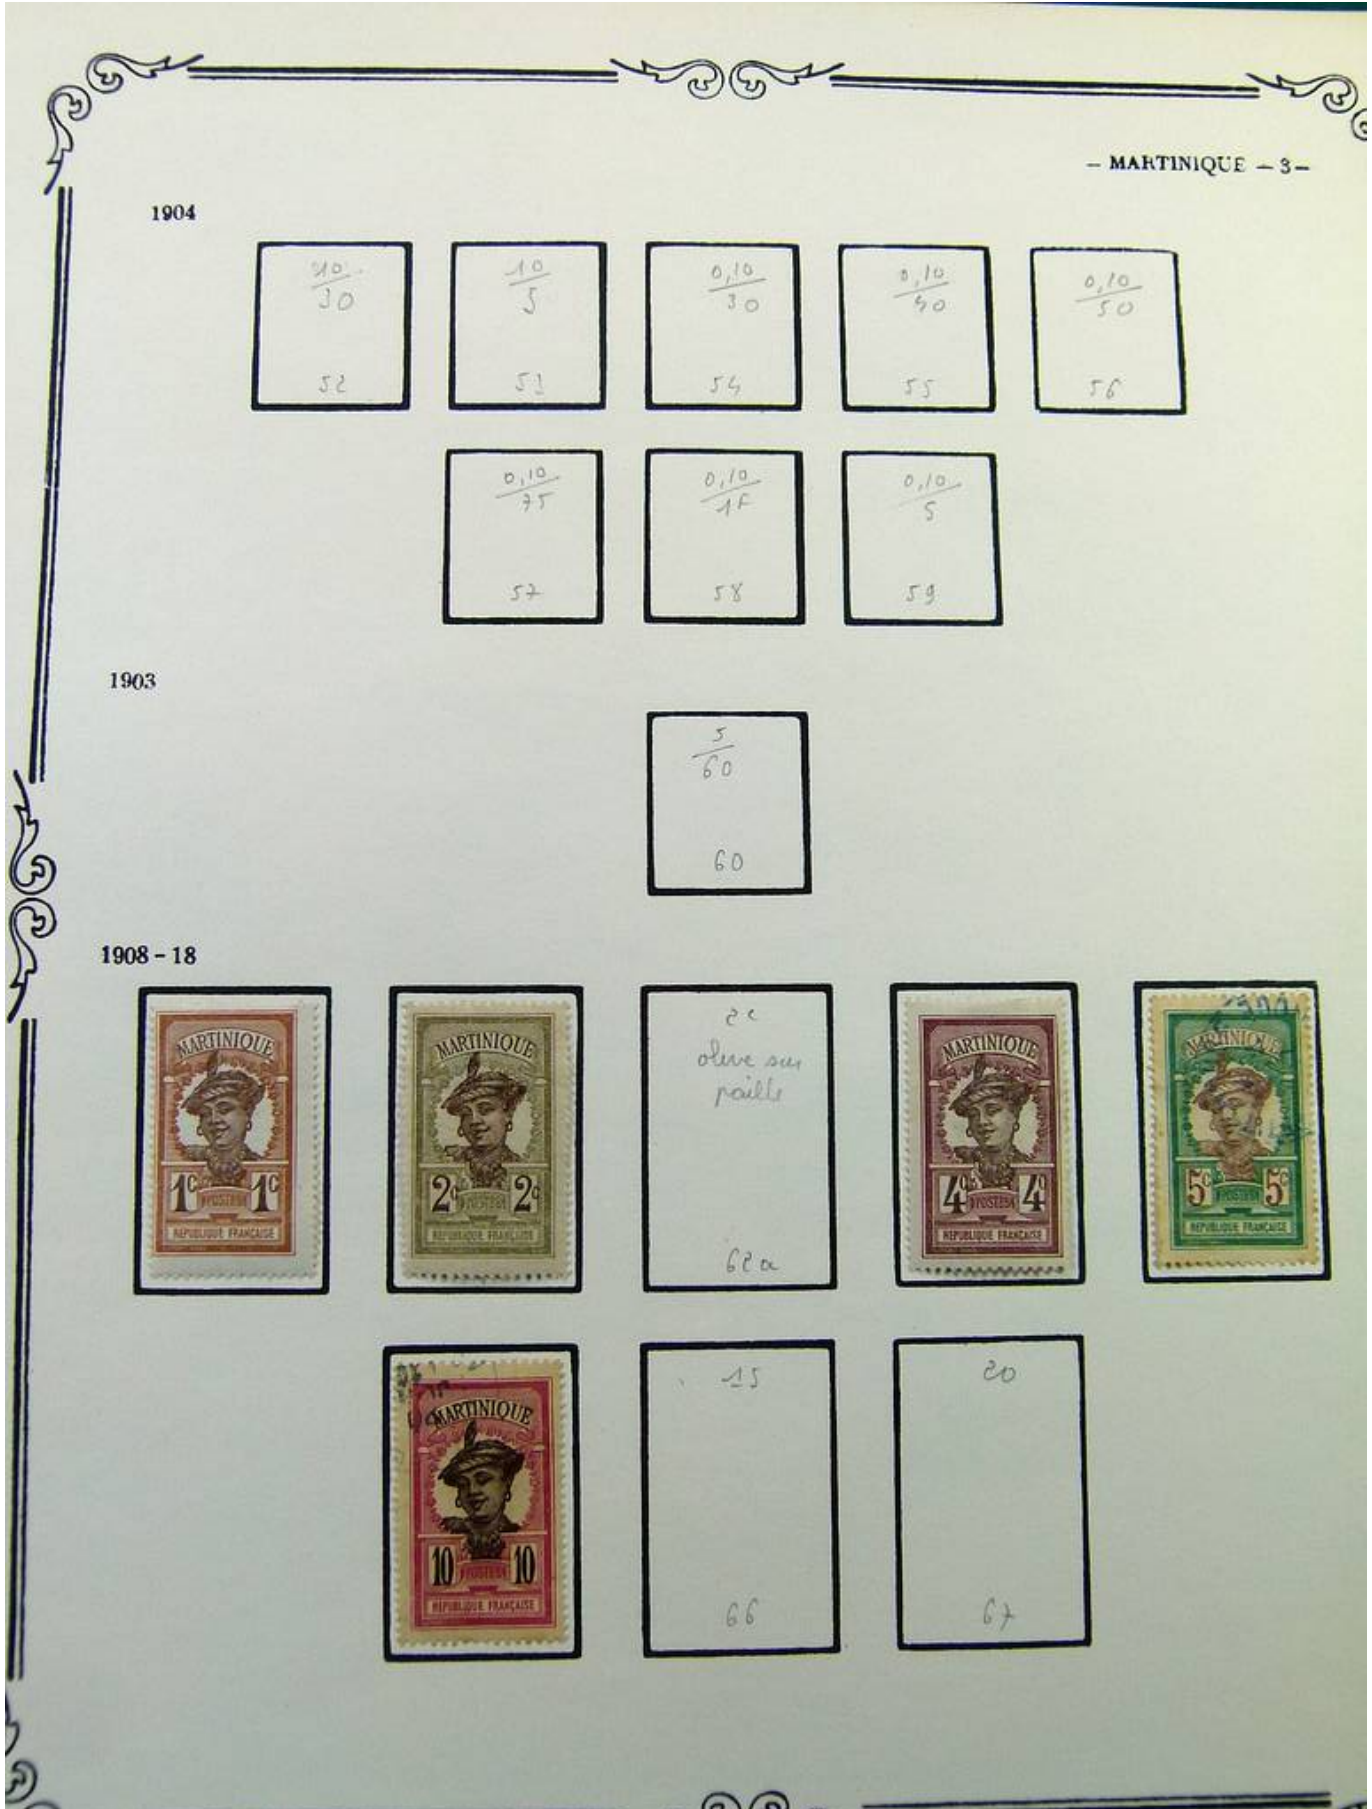 – MARTINIQUE – 3 –
1904
10
30
52
10
5
53
0,10
30
54
0,10
40
55
0,10
50
56
0,10
75
57
0,10
1F
58
0,10
5
59
1903
5
60
60
1908 – 18
MARTINIQUE
1c 1c
POSTES
REPUBLIQUE FRANÇAISE
MARTINIQUE
2c 2c
POSTES
REPUBLIQUE FRANÇAISE
2c
olive sur
paille
62a
MARTINIQUE
4c 4c
POSTES
REPUBLIQUE FRANÇAISE
MARTINIQUE
5c 5c
POSTES
REPUBLIQUE FRANÇAISE
MARTINIQUE
10 10
POSTES
REPUBLIQUE FRANÇAISE
15
66
20
67